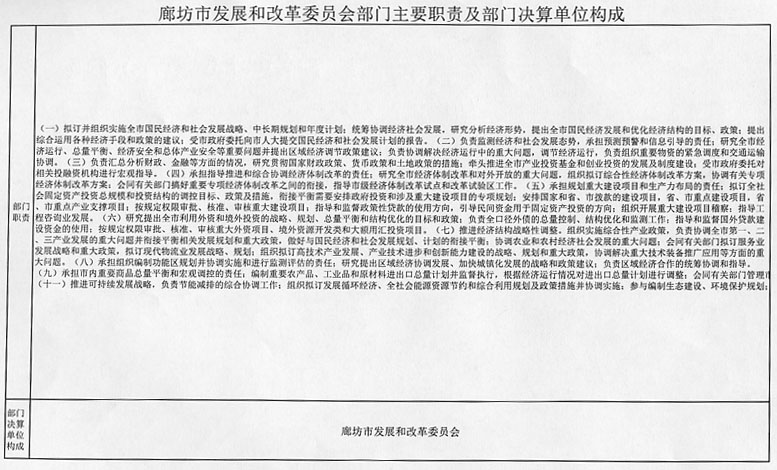 廊坊市发展和改革委员会部门主要职责及部门决算单位构成
部门
职责
（一）拟订并组织实施全市国民经济和社会发展战略、中长期规划和年度计划；统筹协调经济社会发展，研究分析经济形势，提出全市国民经济发展和优化经济结构的目标、政策；提出
综合运用各种经济手段和政策的建议；受市政府委托向市人大提交国民经济和社会发展计划的报告。（二）负责监测经济和社会发展态势，承担预测预警和信息引导的责任；研究全市经
济运行、总量平衡、经济安全和总体产业安全等重要问题并提出区域经济调节政策建议；负责协调解决经济运行中的重大问题，调节经济运行，负责组织重要物资的紧急调度和交通运输
协调。（三）负责汇总分析财政、金融等方面的情况，研究贯彻国家财政政策、货币政策和土地政策的措施；牵头推进全市产业投资基金和创业投资的发展及制度建设；受市政府委托对
相关投融资机构进行宏观指导。（四）承担指导推进和综合协调经济体制改革的责任；研究全市经济体制改革和对外开放的重大问题，组织拟订综合性经济体制改革方案，协调有关专项
经济体制改革方案；会同有关部门搞好重要专项经济体制改革之间的衔接，指导市级经济体制改革试点和改革试验区工作。（五）承担规划重大建设项目和生产力布局的责任；拟订全社
会固定资产投资总规模和投资结构的调控目标、政策及措施，衔接平衡需要安排政府投资和涉及重大建设项目的专项规划；安排国家和省、市拨款的建设项目，省、市重点建设项目，省
、市重点产业支撑项目；按规定权限审批、核准、审核重大建设项目；指导和监督政策性贷款的使用方向，引导民间资金用于固定资产投资的方向；组织开展重大建设项目稽察；指导工
程咨询业发展。（六）研究提出全市利用外资和境外投资的战略、规划、总量平衡和结构优化的目标和政策；负责全口径外债的总量控制、结构优化和监测工作；指导和监督国外贷款建
设资金的使用；按规定权限审批、核准、审核重大外资项目、境外资源开发类和大额用汇投资项目。（七）推进经济结构战略性调整。组织实施综合性产业政策，负责协调全市第一、二
、三产业发展的重大问题并衔接平衡相关发展规划和重大政策，做好与国民经济和社会发展规划、计划的衔接平衡；协调农业和农村经济社会发展的重大问题；会同有关部门拟订服务业
发展战略和重大政策，拟订现代物流业发展战略、规划；组织拟订高技术产业发展、产业技术进步和创新能力建设的战略、规划和重大政策，协调解决重大技术装备推广应用等方面的重
大问题。（八）承担组织编制功能区规划并协调实施和进行监测评估的责任；研究提出区域经济协调发展、加快城镇化发展的战略和政策建议；负责区域经济合作的统筹协调和指导。
（九）承担市内重要商品总量平衡和宏观调控的责任；编制重要农产品、工业品和原材料进出口总量计划并监督执行，根据经济运行情况对进出口总量计划进行调整；会同有关部门管理市
（十一）推进可持续发展战略，负责节能减排的综合协调工作；组织拟订发展循环经济、全社会能源资源节约和综合利用规划及政策措施并协调实施；参与编制生态建设、环境保护规划；
部门
决算
单位
构成
廊坊市发展和改革委员会